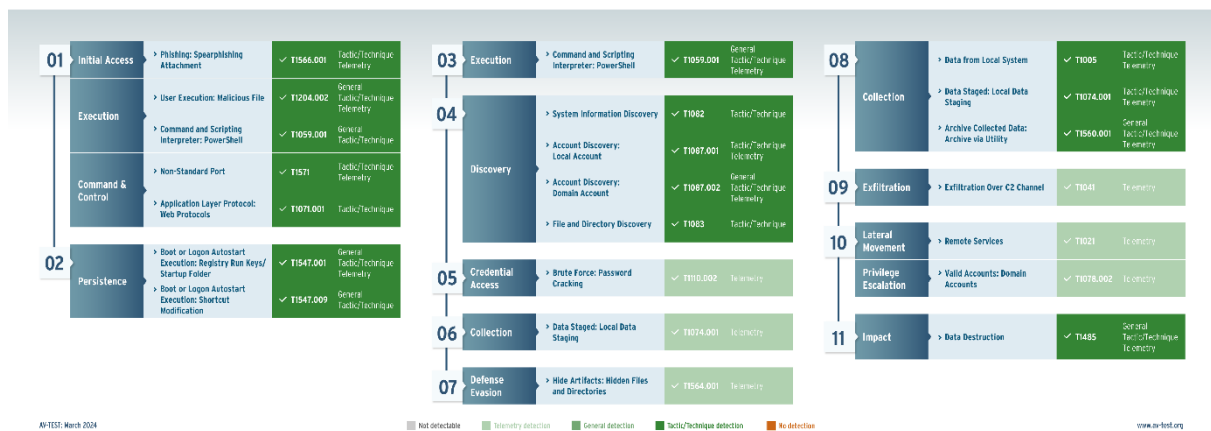 01
Initial Access
> Phishing: Spearphishing
Attachment
✓ T1566.001
Tactic/Technique
Telemetry
Execution
> User Execution: Malicious File
✓ T1204.002
General
Tactic/Technique
Telemetry
> Command and Scripting
Interpreter: PowerShell
✓ T1059.001
General
Tactic/Technique
Command &
Control
> Non-Standard Port
✓ T1571
Tactic/Technique
Telemetry
> Application Layer Protocol:
Web Protocols
✓ T1071.001
Tactic/Technique
02
Persistence
> Boot or Logon Autostart
Execution: Registry Run Keys/
Startup Folder
✓ T1547.001
General
Tactic/Technique
Telemetry
> Boot or Logon Autostart
Execution: Shortcut
Modification
✓ T1547.009
General
Tactic/Technique
03
Execution
> Command and Scripting
Interpreter: PowerShell
✓ T1059.001
General
Tactic/Technique
Telemetry
04
Discovery
> System Information Discovery
✓ T1082
Tactic/Technique
> Account Discovery:
Local Account
✓ T1087.001
Tactic/Technique
Telemetry
> Account Discovery:
Domain Account
✓ T1087.002
General
Tactic/Technique
Telemetry
> File and Directory Discovery
✓ T1083
Tactic/Technique
05
Credential
Access
> Brute Force: Password
Cracking
✓ T1110.002
Telemetry
06
Collection
> Data Staged: Local Data
Staging
✓ T1074.001
Telemetry
07
Defense
Evasion
> Hide Artifacts: Hidden Files
and Directories
✓ T1564.001
Telemetry
08
Collection
> Data from Local System
✓ T1005
Tactic/Technique
Telemetry
> Data Staged: Local Data
Staging
✓ T1074.001
Tactic/Technique
Telemetry
> Archive Collected Data:
Archive via Utility
✓ T1560.001
General
Tactic/Technique
Telemetry
09
Exfiltration
> Exfiltration Over C2 Channel
✓ T1041
Telemetry
10
Lateral
Movement
> Remote Services
✓ T1021
Telemetry
Privilege
Escalation
> Valid Accounts: Domain
Accounts
✓ T1078.002
Telemetry
11
Impact
> Data Destruction
✓ T1485
General
Tactic/Technique
Telemetry
AV-TEST: March 2024
Not detectable
Telemetry detection
General detection
Tactic/Technique detection
No detection
www.av-test.org